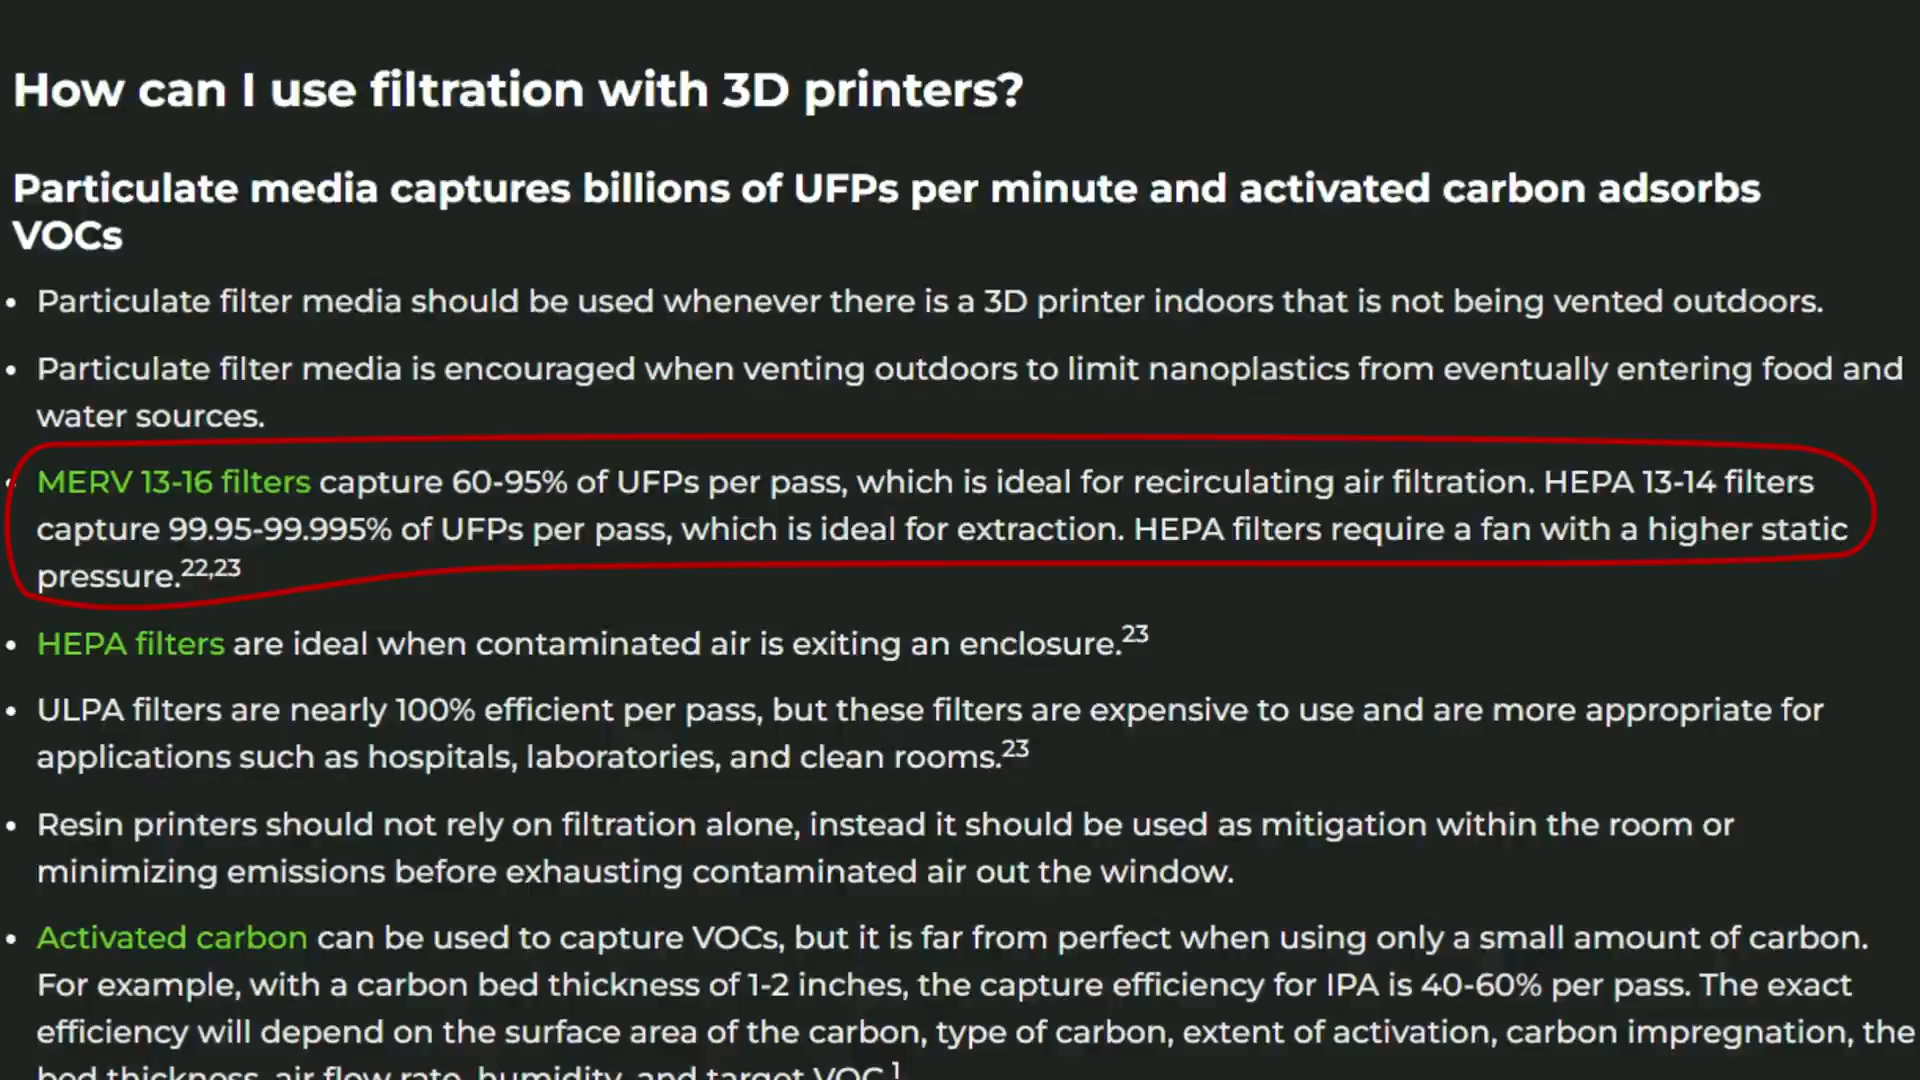 How can I use filtration with 3D printers?
Particulate media captures billions of UFPs per minute and activated carbon adsorbs
VOCs
• Particulate filter media should be used whenever there is a 3D printer indoors that is not being vented outdoors.
• Particulate filter media is encouraged when venting outdoors to limit nanoplastics from eventually entering food and
water sources.
• MERV 13-16 filters capture 60-95% of UFPs per pass, which is ideal for recirculating air filtration. HEPA 13-14 filters
capture 99.95-99.995% of UFPs per pass, which is ideal for extraction. HEPA filters require a fan with a higher static
pressure.22,23
• HEPA filters are ideal when contaminated air is exiting an enclosure.23
• ULPA filters are nearly 100% efficient per pass, but these filters are expensive to use and are more appropriate for
applications such as hospitals, laboratories, and clean rooms.23
• Resin printers should not rely on filtration alone, instead it should be used as mitigation within the room or
minimizing emissions before exhausting contaminated air out the window.
• Activated carbon can be used to capture VOCs, but it is far from perfect when using only a small amount of carbon.
For example, with a carbon bed thickness of 1-2 inches, the capture efficiency for IPA is 40-60% per pass. The exact
efficiency will depend on the surface area of the carbon, type of carbon, extent of activation, carbon impregnation, the
bed thickness, air flow rate, humidity, and target VOC.1